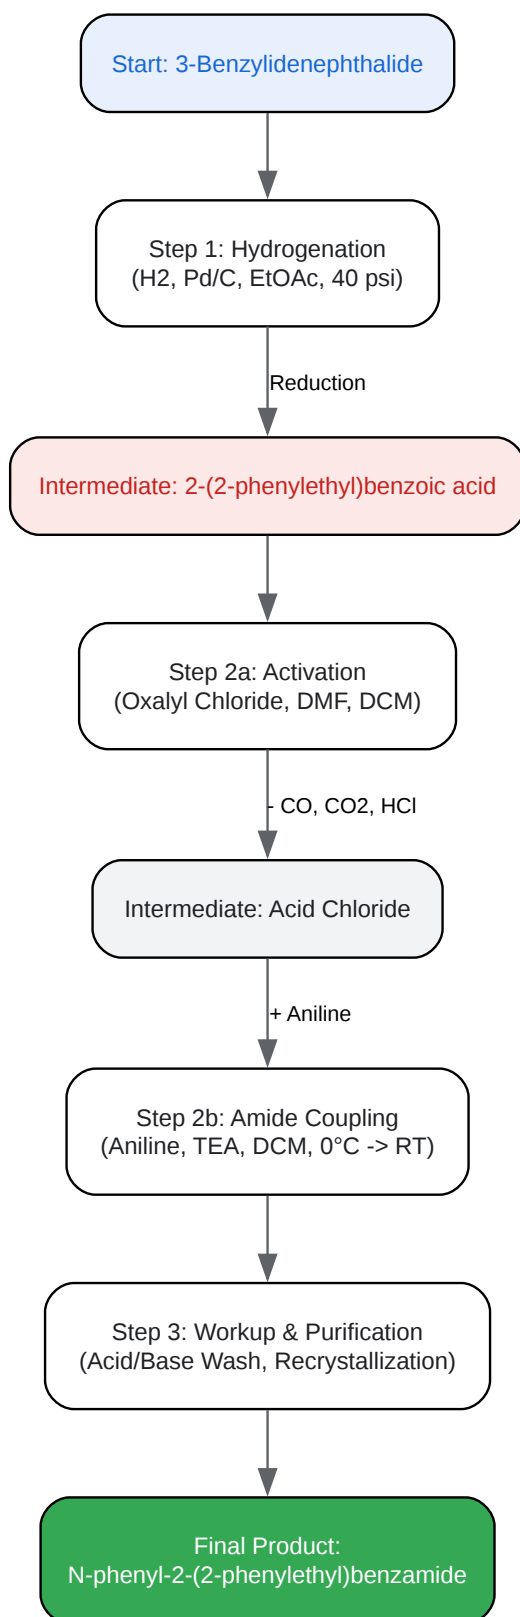 Start: 3-Benzylidenephthalide
Step 1: Hydrogenation
(H2, Pd/C, EtOAc, 40 psi)
Reduction
Intermediate: 2-(2-phenylethyl)benzoic acid
Step 2a: Activation
(Oxalyl Chloride, DMF, DCM)
- CO, CO2, HCl
Intermediate: Acid Chloride
+ Aniline
Step 2b: Amide Coupling
(Aniline, TEA, DCM, 0°C -> RT)
Step 3: Workup & Purification
(Acid/Base Wash, Recrystallization)
Final Product:
N-phenyl-2-(2-phenylethyl)benzamide